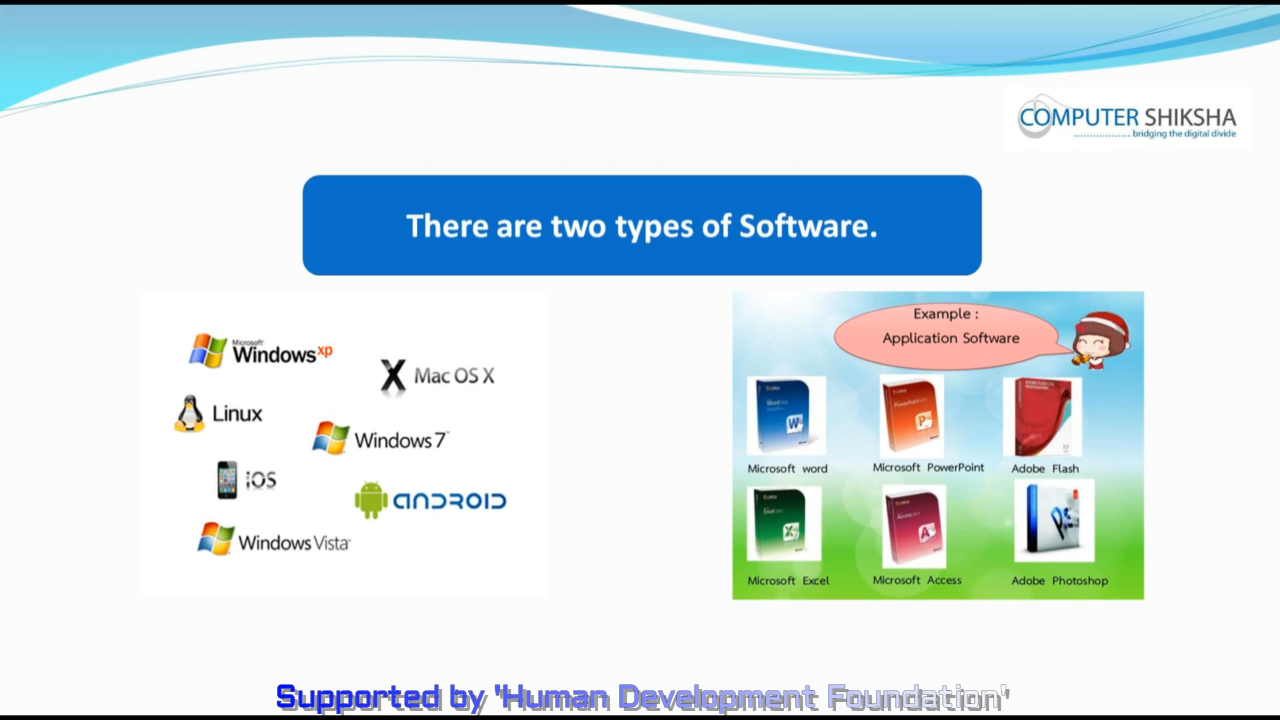 COMPUTER SHIKSHA
bridging the digital divide
There are two types of Software.
Microsoft
Windows xp
Mac OS X
Linux
Windows 7
iOS
ANDROID
Windows Vista
Example :
Application Software
Microsoft word
Microsoft PowerPoint
Adobe Flash
Microsoft Excel
Microsoft Access
Adobe Photoshop
Supported by 'Human Development Foundation'